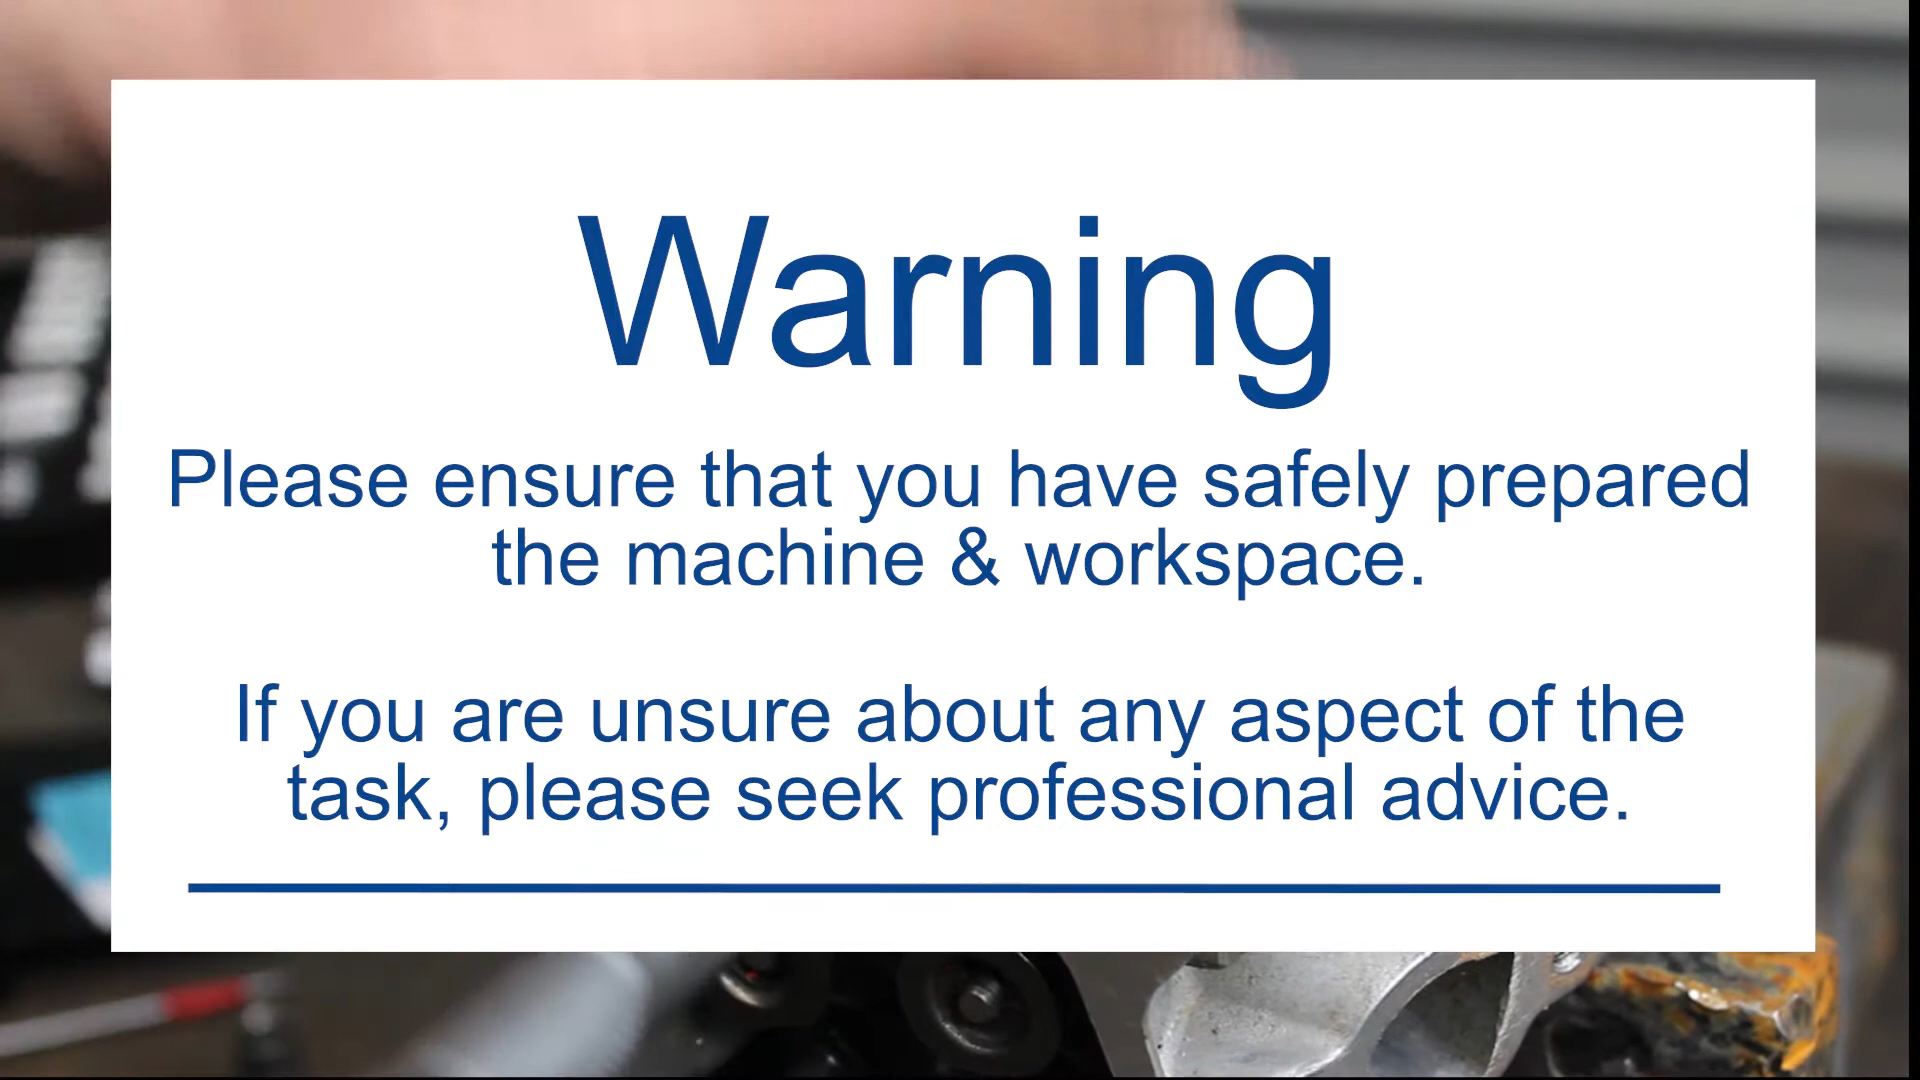 Warning
Please ensure that you have safely prepared
the machine & workspace.
If you are unsure about any aspect of the
task, please seek professional advice.